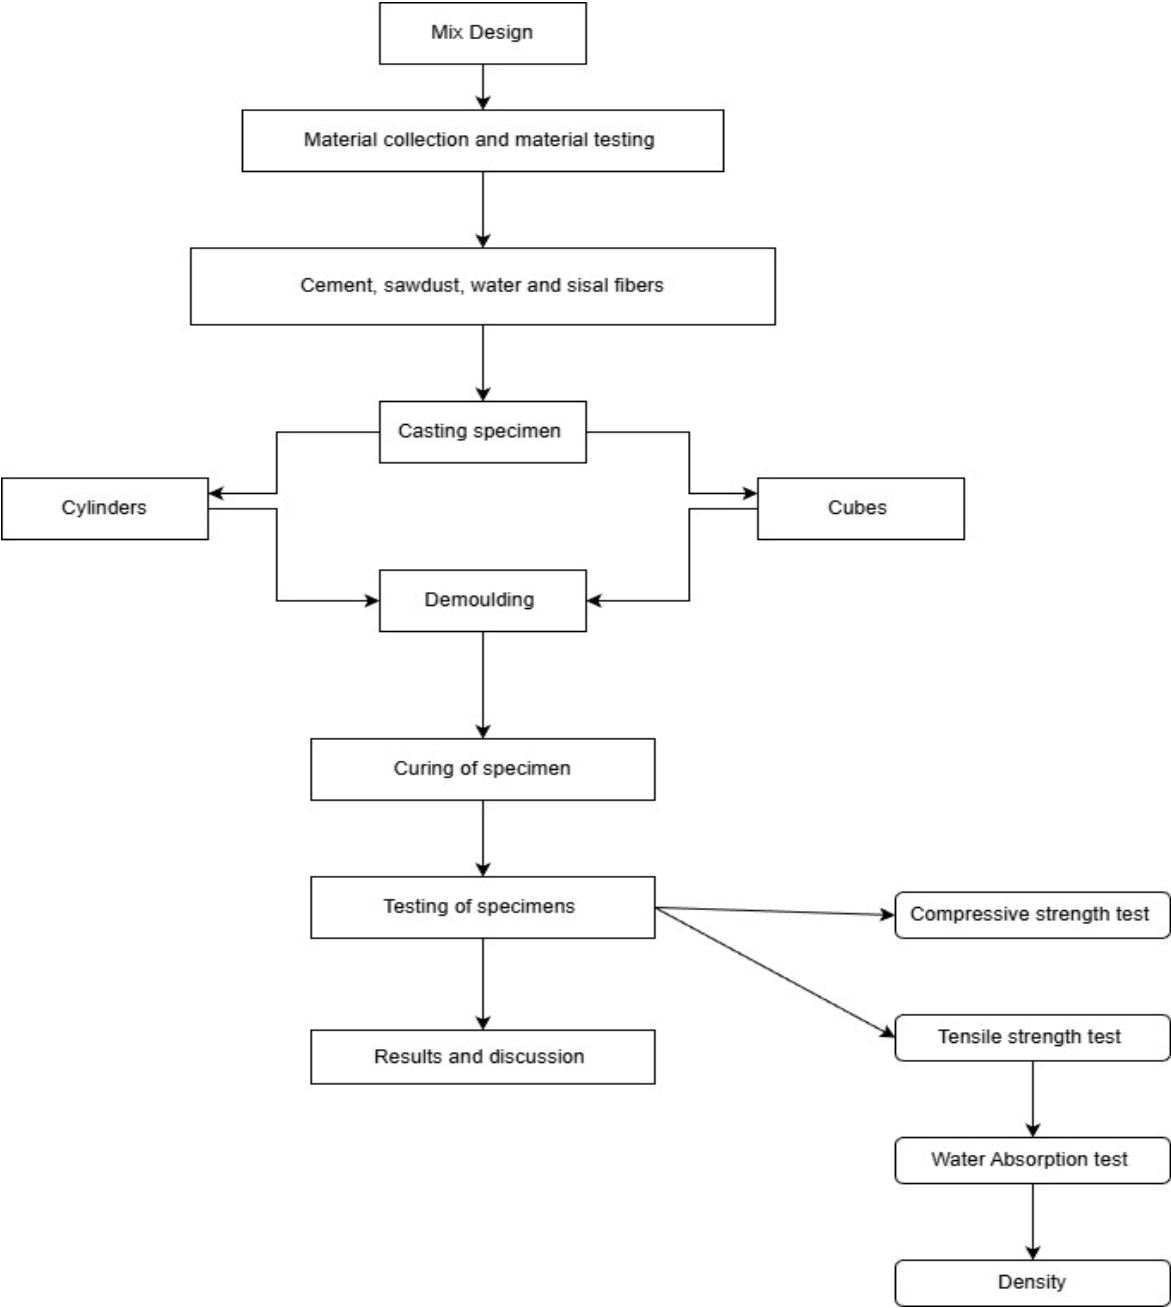 Mix Design
Material collection and material testing
Cement, sawdust, water and sisal fibers
Casting specimen
Cylinders
Cubes
Demoulding
Curing of specimen
Testing of specimens
Compressive strength test
Tensile strength test
Results and discussion
Water Absorption test
Density